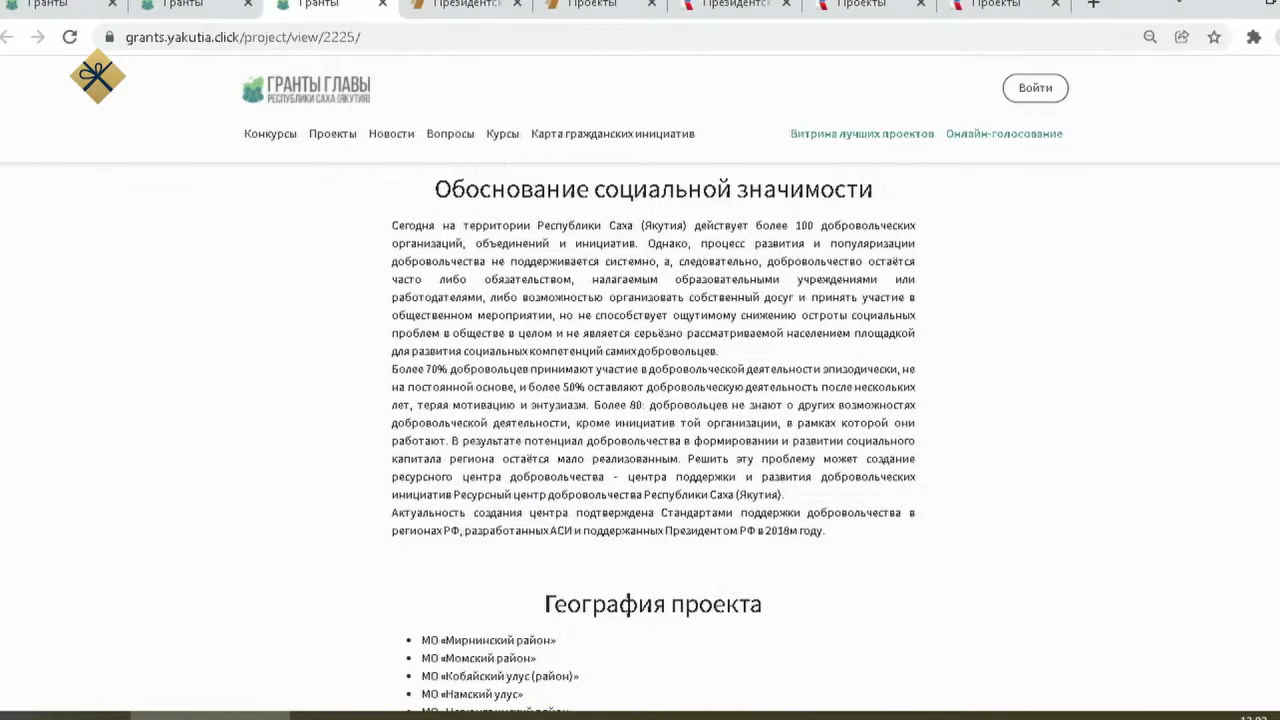 Гранты
Гранты
Гранты
Президентск
Проекты
Президентск
Проекты
Проекты
grants.yakutia.click/project/view/2225/
ГРАНТЫ ГЛАВЫ
РЕСПУБЛИКИ САХА (ЯКУТИЯ)
Войти
Конкурсы Проекты Новости Вопросы Курсы Карта гражданских инициатив Витрина лучших проектов Онлайн-голосование
Обоснование социальной значимости
Сегодня на территории Республики Саха (Якутия) действует более 100 добровольческих
организаций, объединений и инициатив. Однако, процесс развития и популяризации
добровольчества не поддерживается системно, а, следовательно, добровольчество остаётся
часто либо обязательством, налагаемым образовательными учреждениями или
работодателями, либо возможностью организовать собственный досуг и принять участие в
общественном мероприятии, но не способствует ощутимому снижению остроты социальных
проблем в обществе в целом и не является серьёзно рассматриваемой населением площадкой
для развития социальных компетенций самих добровольцев.
Более 70% добровольцев принимают участие в добровольческой деятельности эпизодически, не
на постоянной основе, и более 50% оставляют добровольческую деятельность после нескольких
лет, теряя мотивацию и энтузиазм. Более 80: добровольцев не знают о других возможностях
добровольческой деятельности, кроме инициатив той организации, в рамках которой они
работают. В результате потенциал добровольчества в формировании и развитии социального
капитала региона остаётся мало реализованным. Решить эту проблему может создание
ресурсного центра добровольчества - центра поддержки и развития добровольческих
инициатив Ресурсный центр добровольчества Республики Саха (Якутия).
Актуальность создания центра подтверждена Стандартами поддержки добровольчества в
регионах РФ, разработанных АСИ и поддержанных Президентом РФ в 2018м году.
География проекта
• МО «Мирнинский район»
• МО «Момский район»
• МО «Кобяйский улус (район)»
• МО «Намский улус»